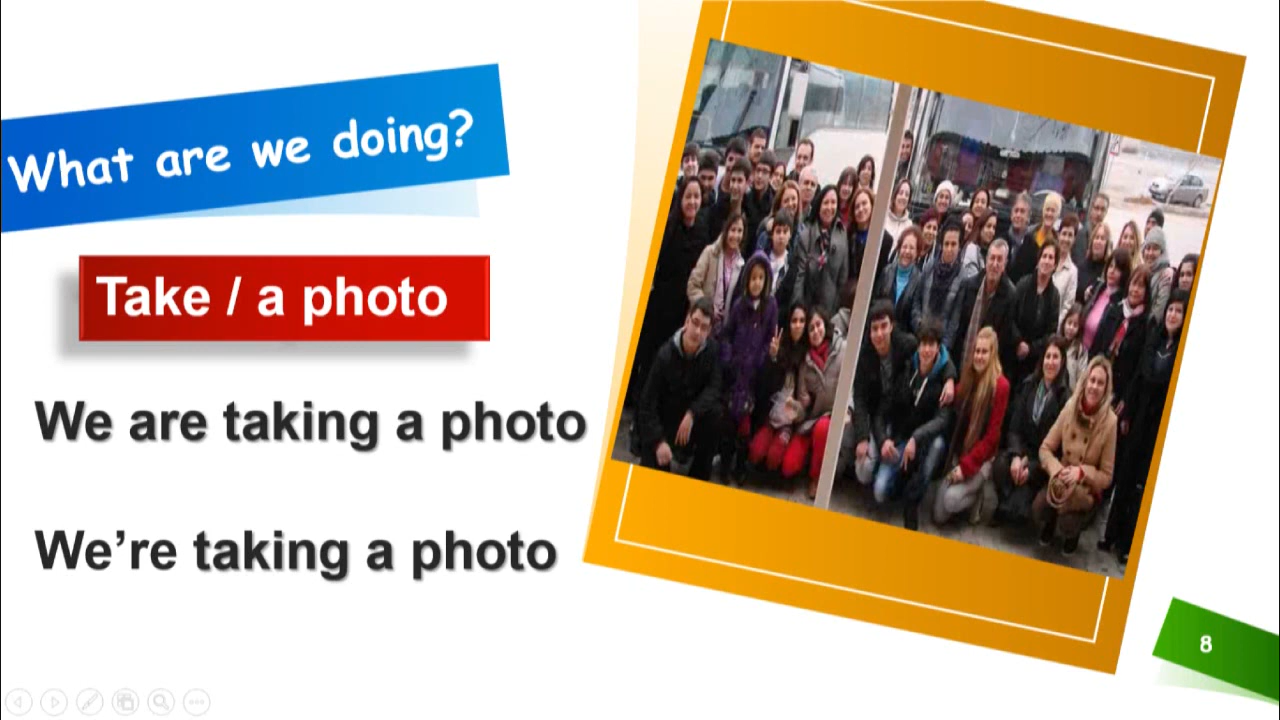 What are we doing?
Take / a photo
We are taking a photo
We’re taking a photo
8